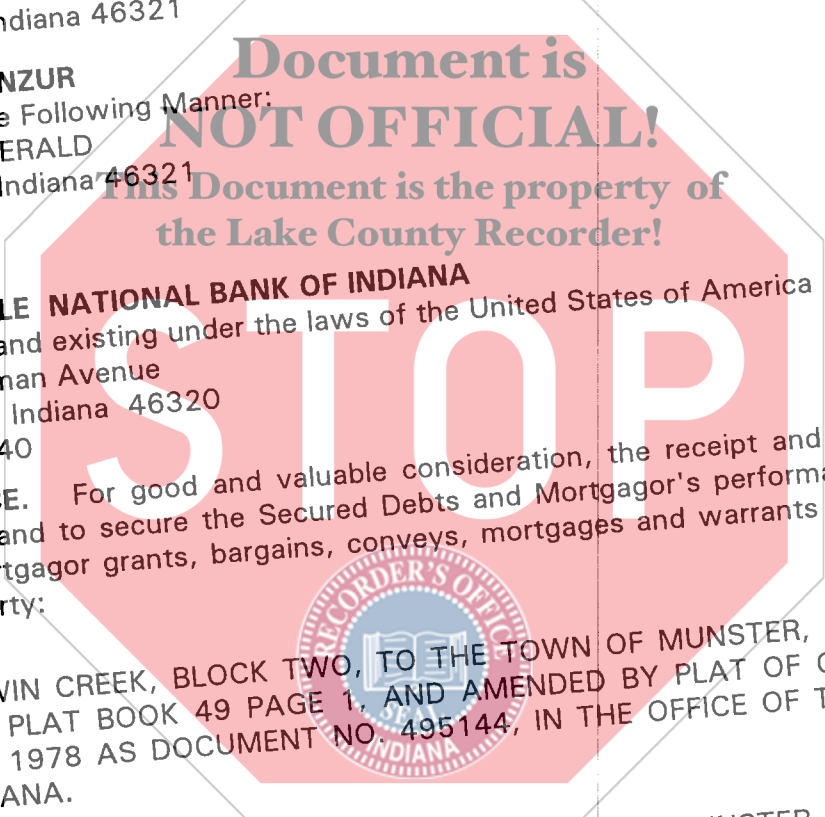 ndiana 46321
Document is
NZUR
e Following Manner:
NOT OFFICIAL!
ERALD
Indiana 46321
This Document is the property of
the Lake County Recorder!
LE NATIONAL BANK OF INDIANA
and existing under the laws of the United States of America
man Avenue
Indiana 46320
40
STOP
CE. For good and valuable consideration, the receipt and
and to secure the Secured Debts and Mortgagor's performa
rtgagor grants, bargains, conveys, mortgages and warrants
rty:
RECORDER'S OFFICE
SEAL
INDIANA
VIN CREEK, BLOCK TWO, TO THE TOWN OF MUNSTER,
PLAT BOOK 49 PAGE 1, AND AMENDED BY PLAT OF C
1978 AS DOCUMENT NO. 495144, IN THE OFFICE OF T
ANA.